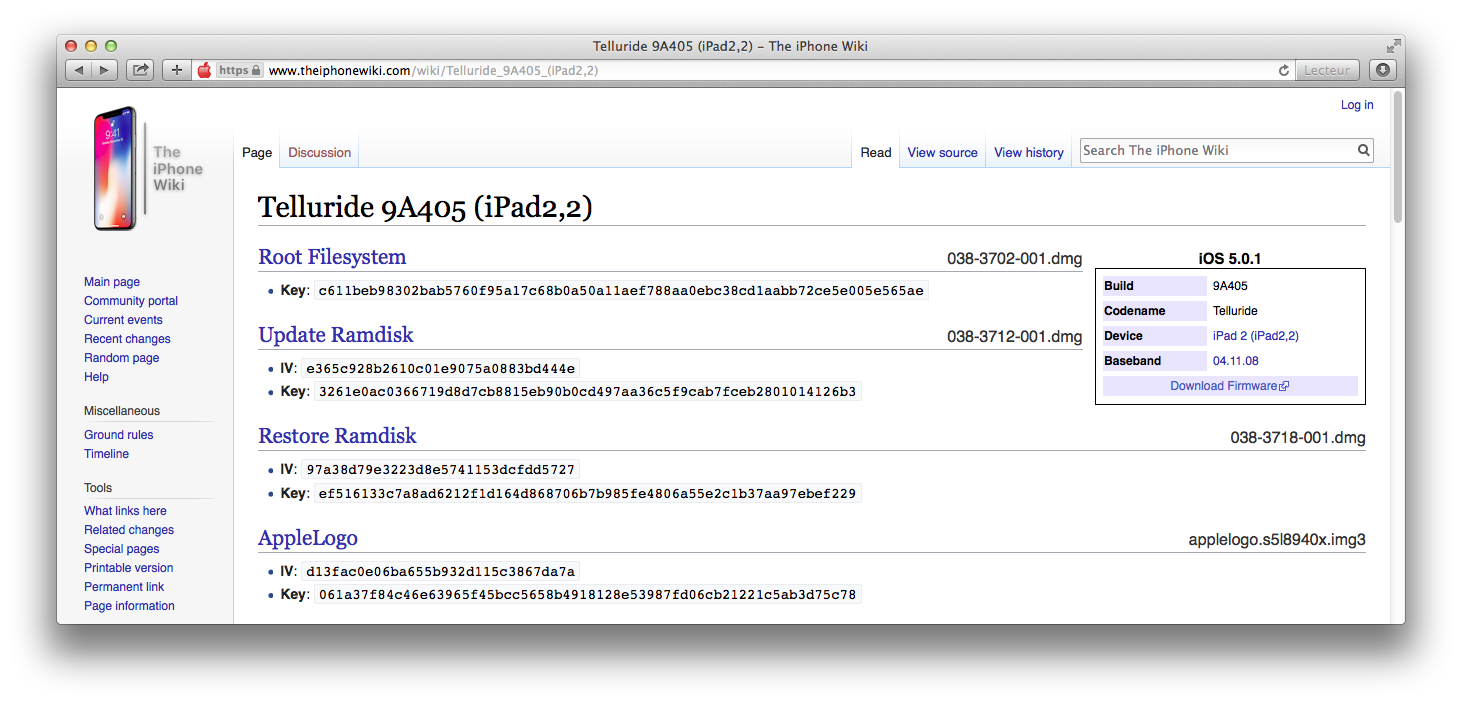 Telluride 9A405 (iPad2,2) – The iPhone Wiki
https www.theiphonewiki.com/wiki/Telluride_9A405_(iPad2,2)
Lecteur
Log in
9:41
The
iPhone
Wiki
Page Discussion Read View source View history Search The iPhone Wiki
Main page
Community portal
Current events
Recent changes
Random page
Help
Miscellaneous
Ground rules
Timeline
Tools
What links here
Related changes
Special pages
Printable version
Permanent link
Page information
Telluride 9A405 (iPad2,2)
Root Filesystem 038-3702-001.dmg
Key: c611beb98302bab5760f95a17c68b0a50a11aef788aa0ebc38cd1aabb72ce5e005e565ae
Update Ramdisk 038-3712-001.dmg
IV: e365c928b2610c01e9075a0883bd444e
Key: 3261e0ac0366719d8d7cb8815eb90b0cd497aa36c5f9cab7fceb2801014126b3
Restore Ramdisk 038-3718-001.dmg
IV: 97a38d79e3223d8e5741153dcfdd5727
Key: ef516133c7a8ad6212f1d164d868706b7b985fe4806a55e2c1b37aa97ebef229
AppleLogo applelogo.s5l8940x.img3
IV: d13fac0e06ba655b932d115c3867da7a
Key: 061a37f84c46e63965f45bcc5658b4918128e53987fd06cb21221c5ab3d75c78
iOS 5.0.1
Build 9A405
Codename Telluride
Device iPad 2 (iPad2,2)
Baseband 04.11.08
Download Firmware